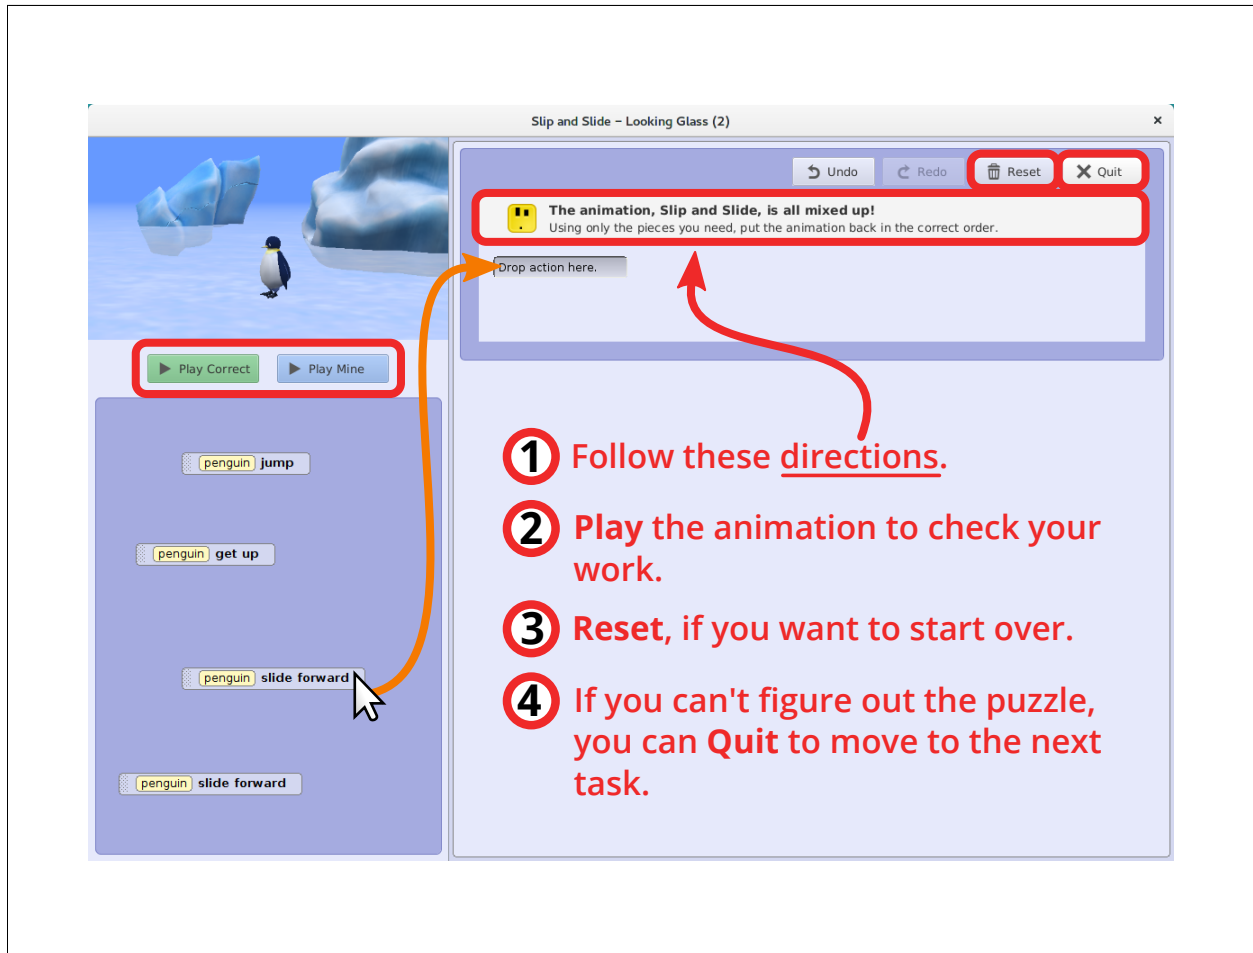 Slip and Slide – Looking Glass (2)
Undo
Redo
Reset
Quit
The animation, Slip and Slide, is all mixed up!
Using only the pieces you need, put the animation back in the correct order.
Drop action here.
Play Correct
Play Mine
penguin jump
penguin get up
penguin slide forward
penguin slide forward
1 Follow these directions.
2 Play the animation to check your
work.
3 Reset, if you want to start over.
4 If you can't figure out the puzzle,
you can Quit to move to the next
task.